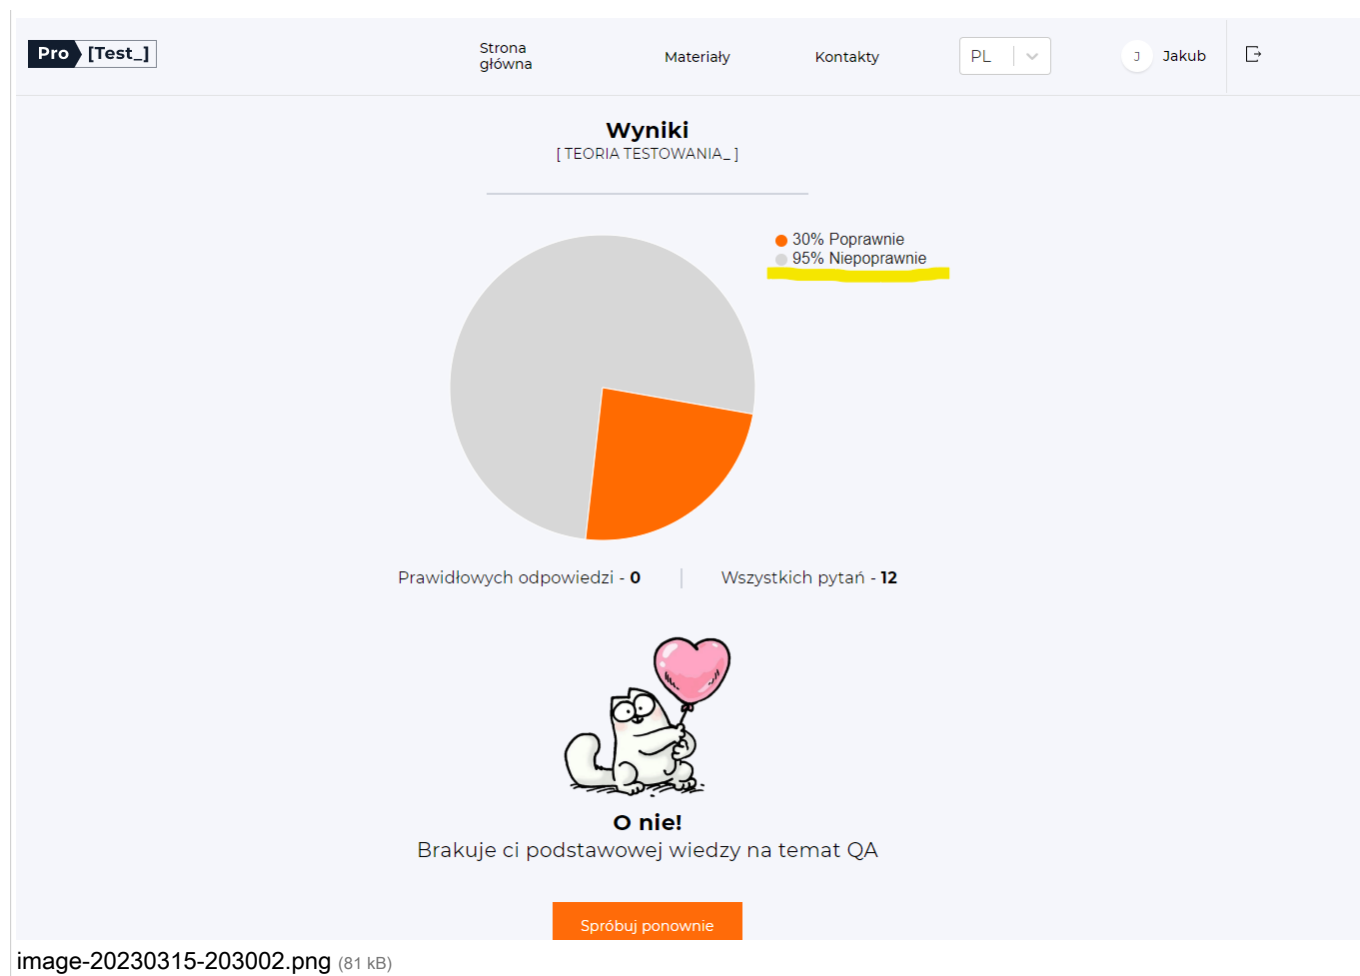 Pro [Test_]
Strona
główna
Materiały
Kontakty
PL
J
Jakub
Wyniki
[ TEORIA TESTOWANIA_ ]
30% Poprawnie
95% Niepoprawnie
Prawidłowych odpowiedzi - 0
Wszystkich pytań - 12
O nie!
Brakuje ci podstawowej wiedzy na temat QA
Spróbuj ponownie
image-20230315-203002.png (81 kB)